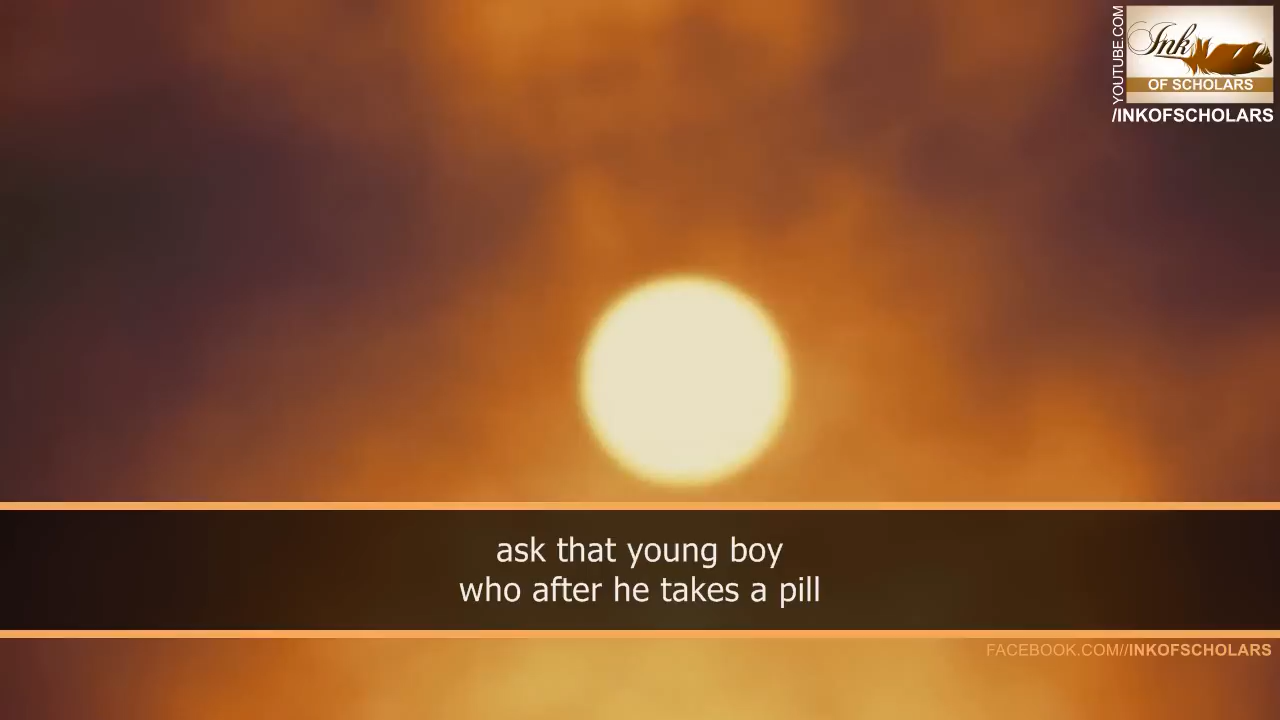 YOUTUBE.COM
Ink
OF SCHOLARS
/INKOFSCHOLARS
ask that young boy
who after he takes a pill
FACEBOOK.COM//INKOFSCHOLARS